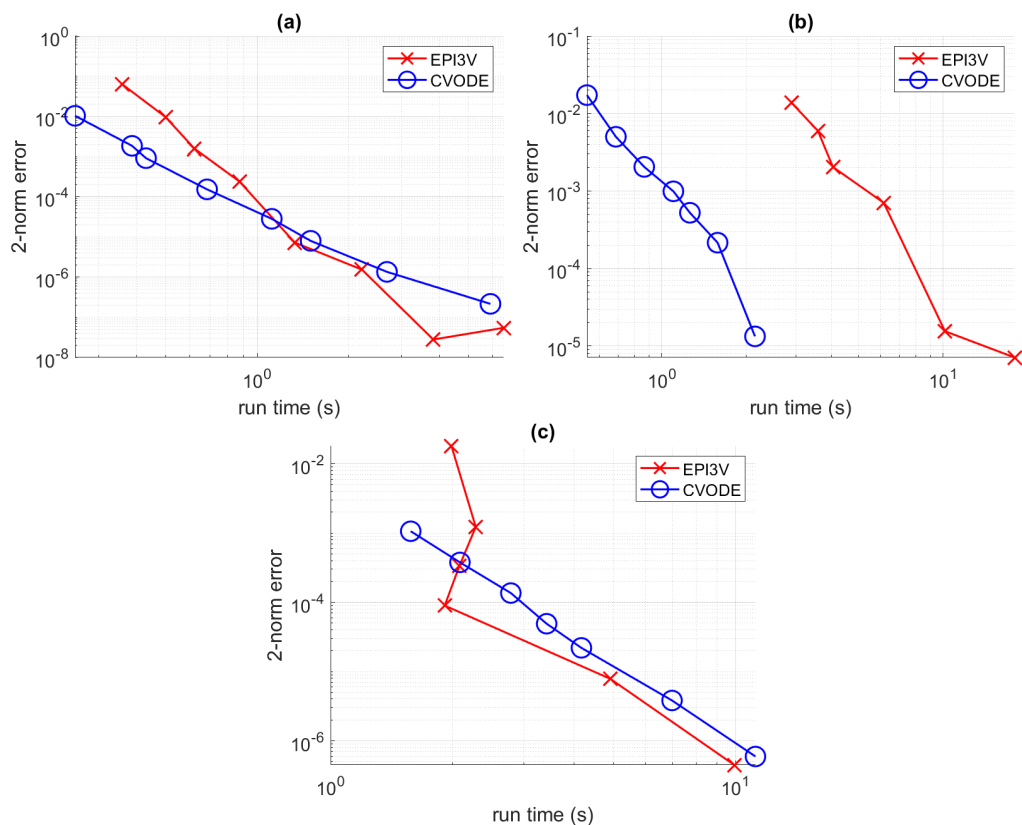 (a)
10^0
10^-2
10^-4
10^-6
10^-8
2-norm error
EPI3V
CVODE
10^0
run time (s)
(b)
10^-1
10^-2
10^-3
10^-4
10^-5
2-norm error
EPI3V
CVODE
10^0
10^1
run time (s)
(c)
10^-2
10^-4
10^-6
2-norm error
EPI3V
CVODE
10^0
10^1
run time (s)